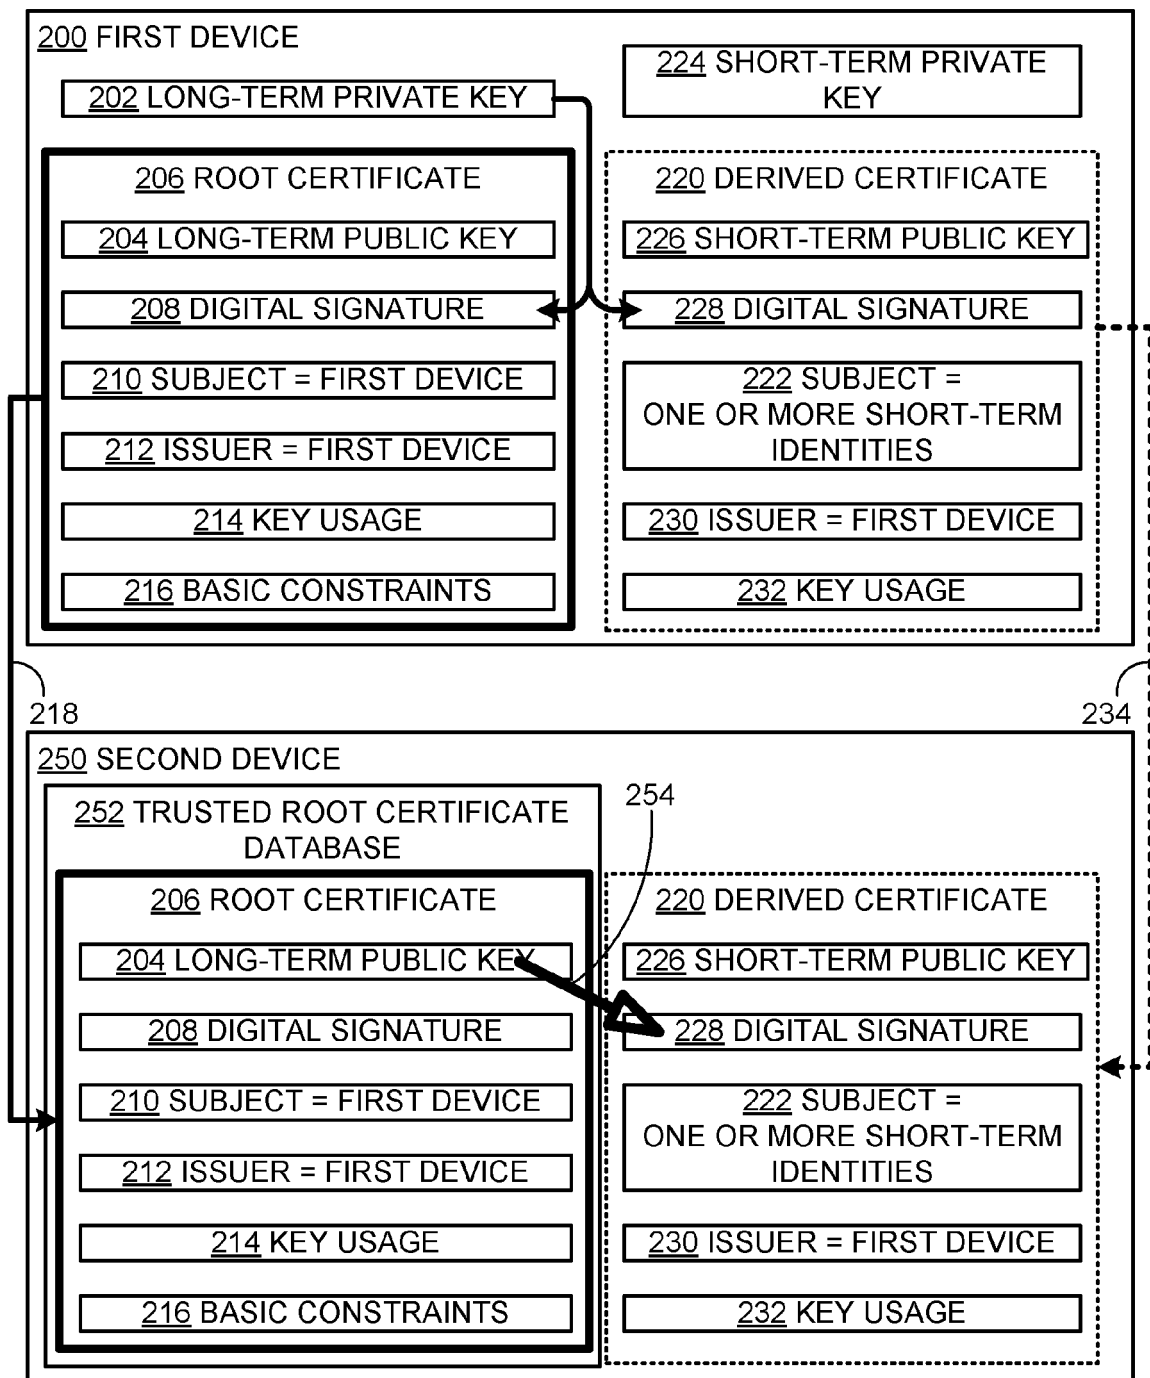 200 FIRST DEVICE
202 LONG-TERM PRIVATE KEY
224 SHORT-TERM PRIVATE
KEY
206 ROOT CERTIFICATE
204 LONG-TERM PUBLIC KEY
208 DIGITAL SIGNATURE
210 SUBJECT = FIRST DEVICE
212 ISSUER = FIRST DEVICE
214 KEY USAGE
216 BASIC CONSTRAINTS
220 DERIVED CERTIFICATE
226 SHORT-TERM PUBLIC KEY
228 DIGITAL SIGNATURE
222 SUBJECT =
ONE OR MORE SHORT-TERM
IDENTITIES
230 ISSUER = FIRST DEVICE
232 KEY USAGE
218
234
250 SECOND DEVICE
252 TRUSTED ROOT CERTIFICATE
DATABASE
254
206 ROOT CERTIFICATE
204 LONG-TERM PUBLIC KEY
208 DIGITAL SIGNATURE
210 SUBJECT = FIRST DEVICE
212 ISSUER = FIRST DEVICE
214 KEY USAGE
216 BASIC CONSTRAINTS
220 DERIVED CERTIFICATE
226 SHORT-TERM PUBLIC KEY
228 DIGITAL SIGNATURE
222 SUBJECT =
ONE OR MORE SHORT-TERM
IDENTITIES
230 ISSUER = FIRST DEVICE
232 KEY USAGE